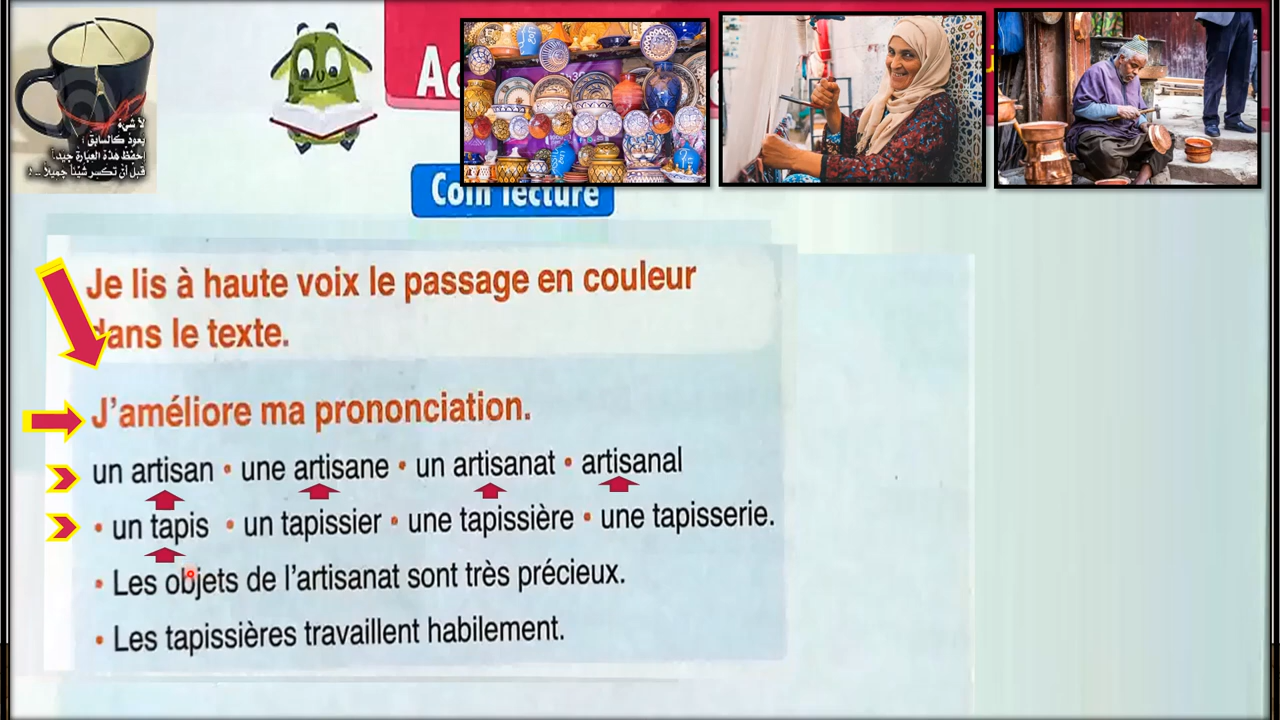 لا شيء
يعود كالسابق !
إحفظ هذة العبارة جيداً
قبل أن تكسر شيئاً جميلاً .. !
Coin lecture
Je lis à haute voix le passage en couleur
dans le texte.
J'améliore ma prononciation.
un artisan • une artisane • un artisanat • artisanal
• un tapis • un tapissier • une tapissière • une tapisserie.
• Les objets de l'artisanat sont très précieux.
• Les tapissières travaillent habilement.